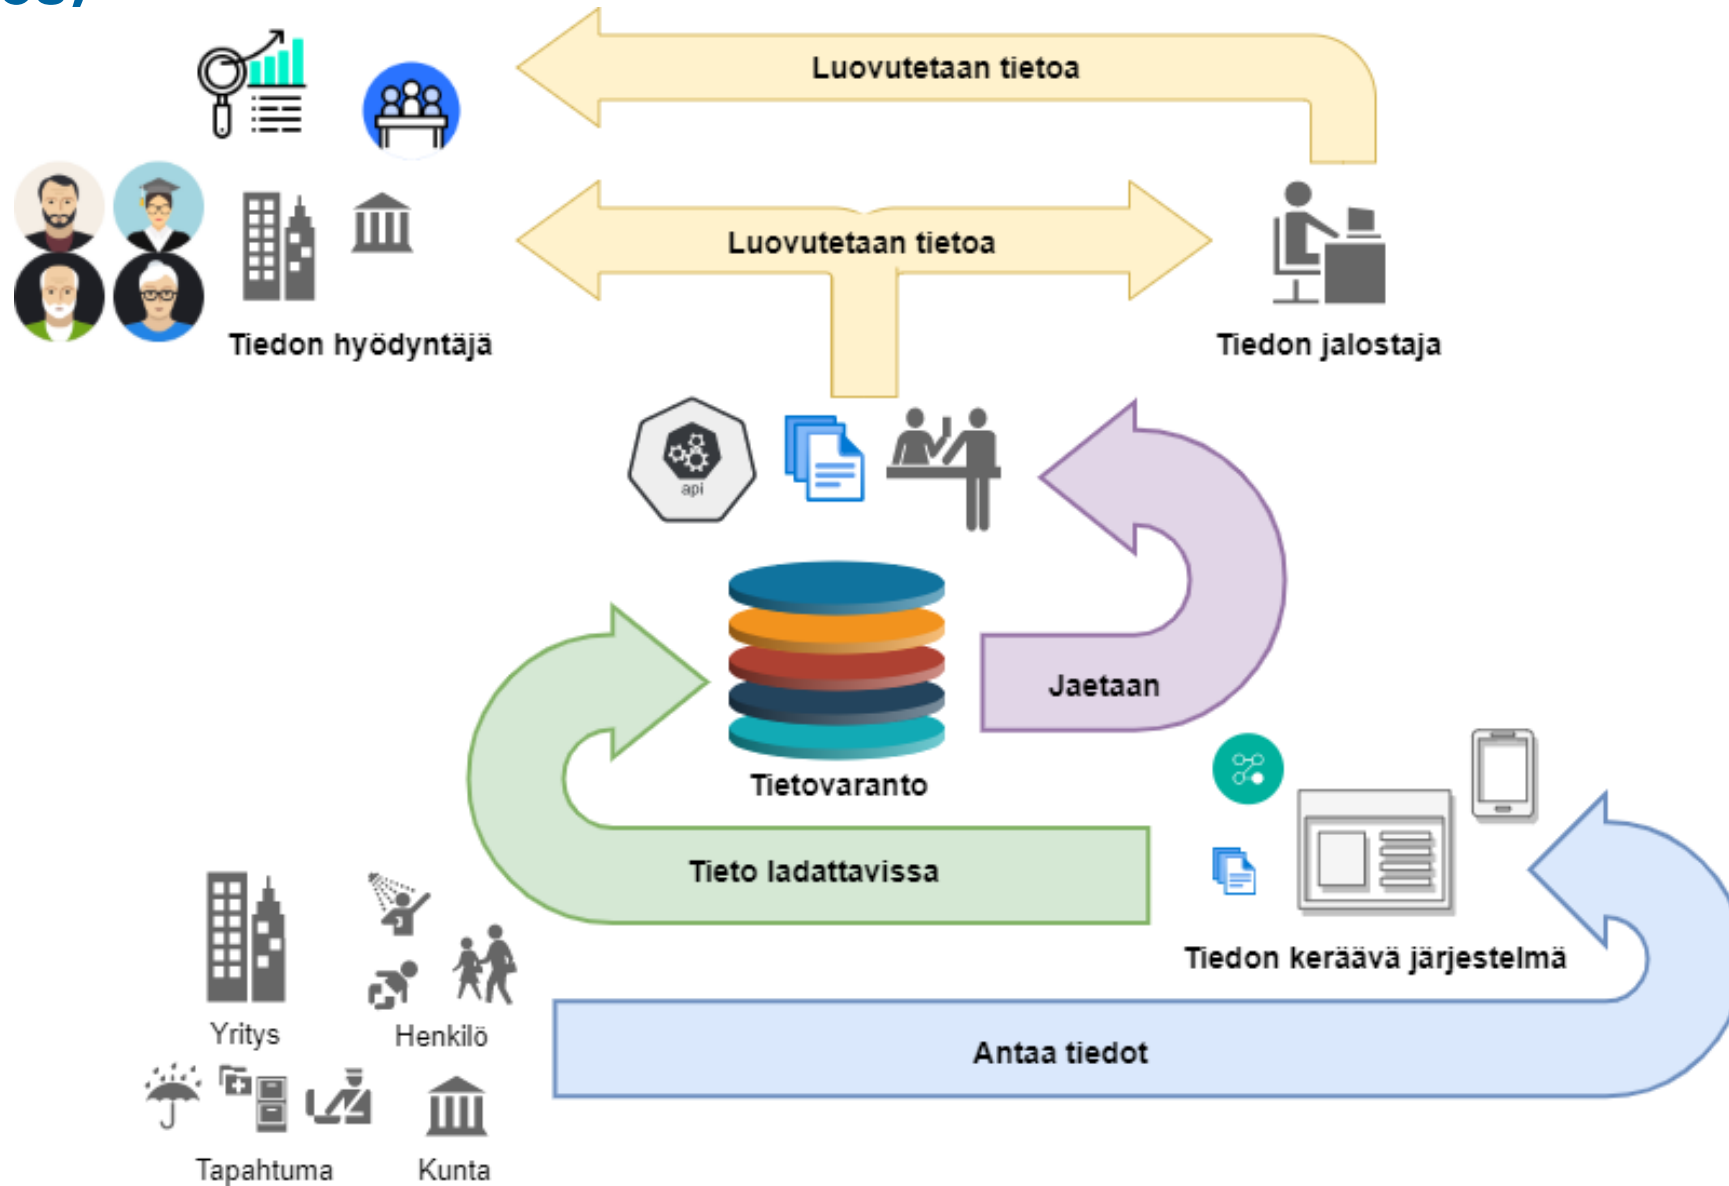 Luovutetaan tietoa
Luovutetaan tietoa
Tiedon hyödyntäjä
Tiedon jalostaja
api
Jaetaan
Tietovaranto
Tieto ladattavissa
Tiedon keräävä järjestelmä
Yritys
Henkilö
Antaa tiedot
Tapahtuma
Kunta